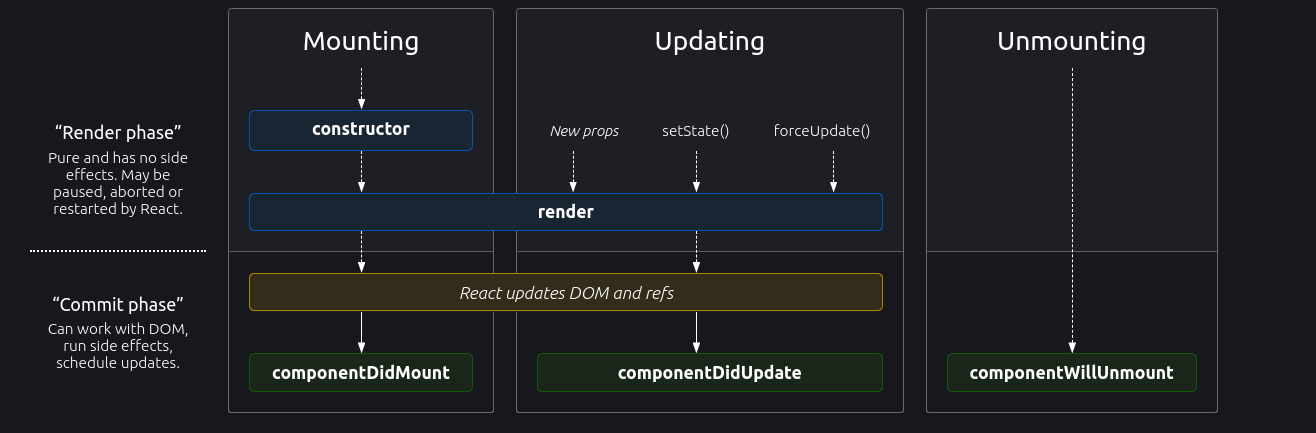 Mounting
Updating
Unmounting
“Render phase”
Pure and has no side
effects. May be
paused, aborted or
restarted by React.
constructor
New props
setState()
forceUpdate()
render
“Commit phase”
Can work with DOM,
run side effects,
schedule updates.
React updates DOM and refs
componentDidMount
componentDidUpdate
componentWillUnmount